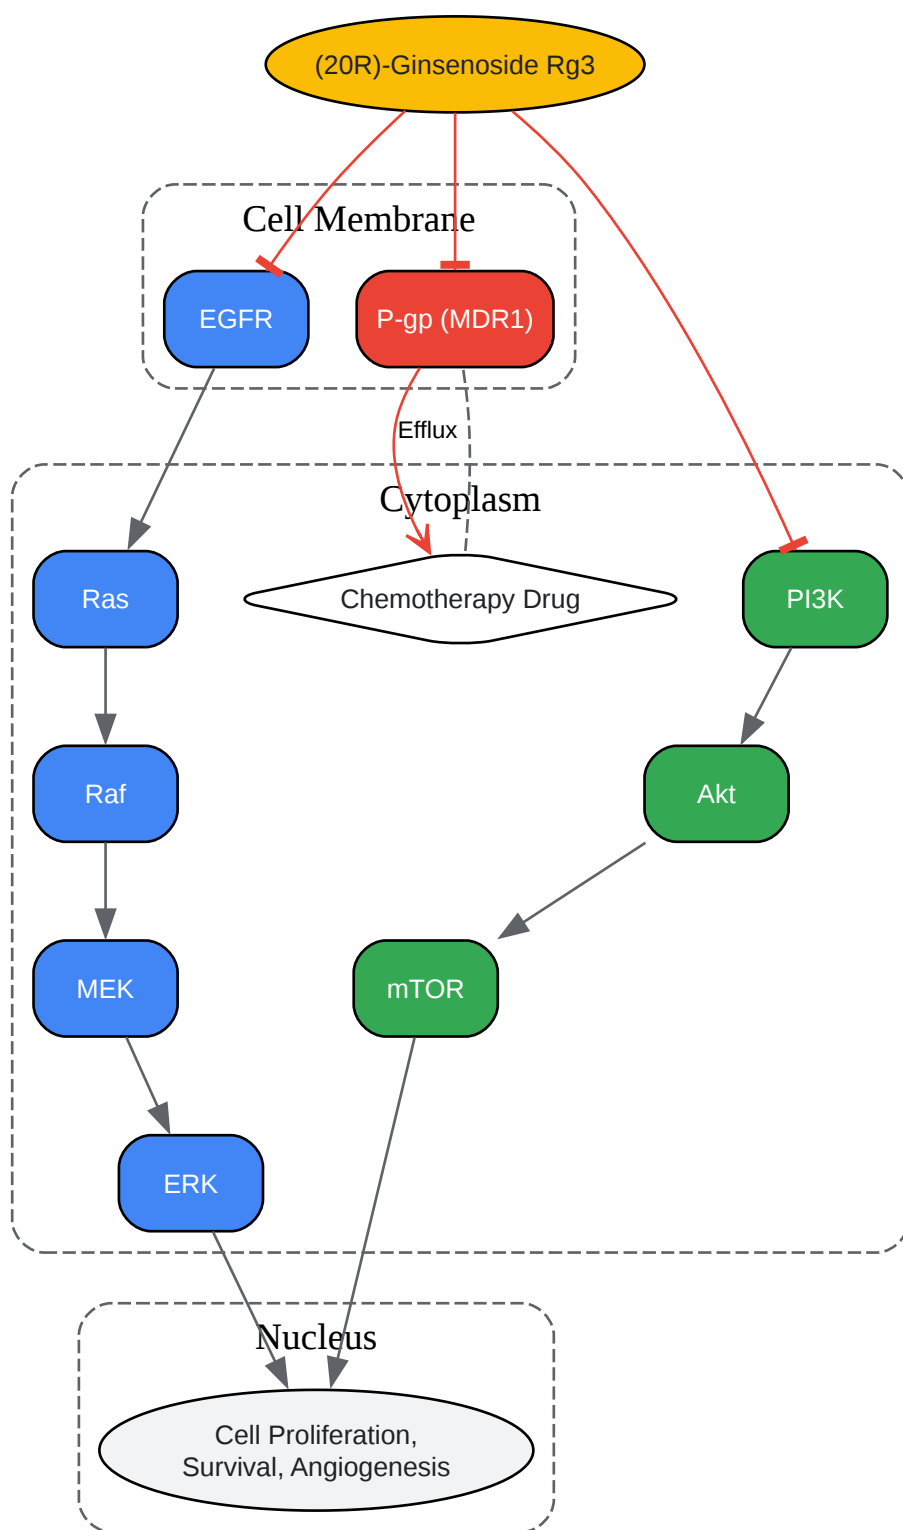 (20R)-Ginsenoside Rg3
Cell Membrane
EGFR
P-gp (MDR1)
Efflux
Cytoplasm
Ras
Chemotherapy Drug
PI3K
Raf
Akt
MEK
mTOR
ERK
Nucleus
Cell Proliferation,
Survival, Angiogenesis